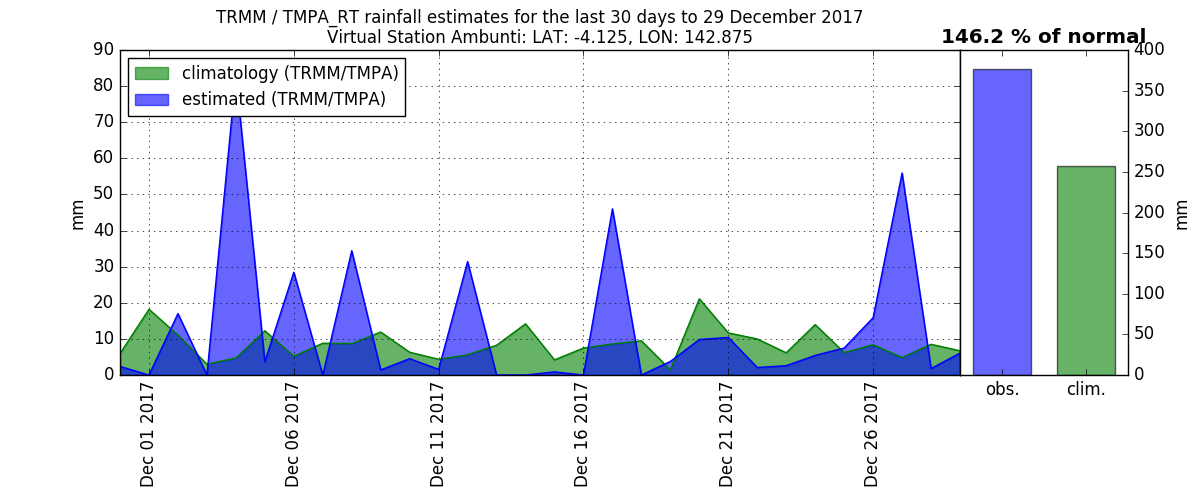 TRMM / TMPA_RT rainfall estimates for the last 30 days to 29 December 2017
Virtual Station Ambunti: LAT: -4.125, LON: 142.875
146.2 % of normal
climatology (TRMM/TMPA)
estimated (TRMM/TMPA)
90
80
70
60
50
40
30
20
10
0
mm
Dec 01 2017
Dec 06 2017
Dec 11 2017
Dec 16 2017
Dec 21 2017
Dec 26 2017
400
350
300
250
200
150
100
50
0
mm
obs.
clim.